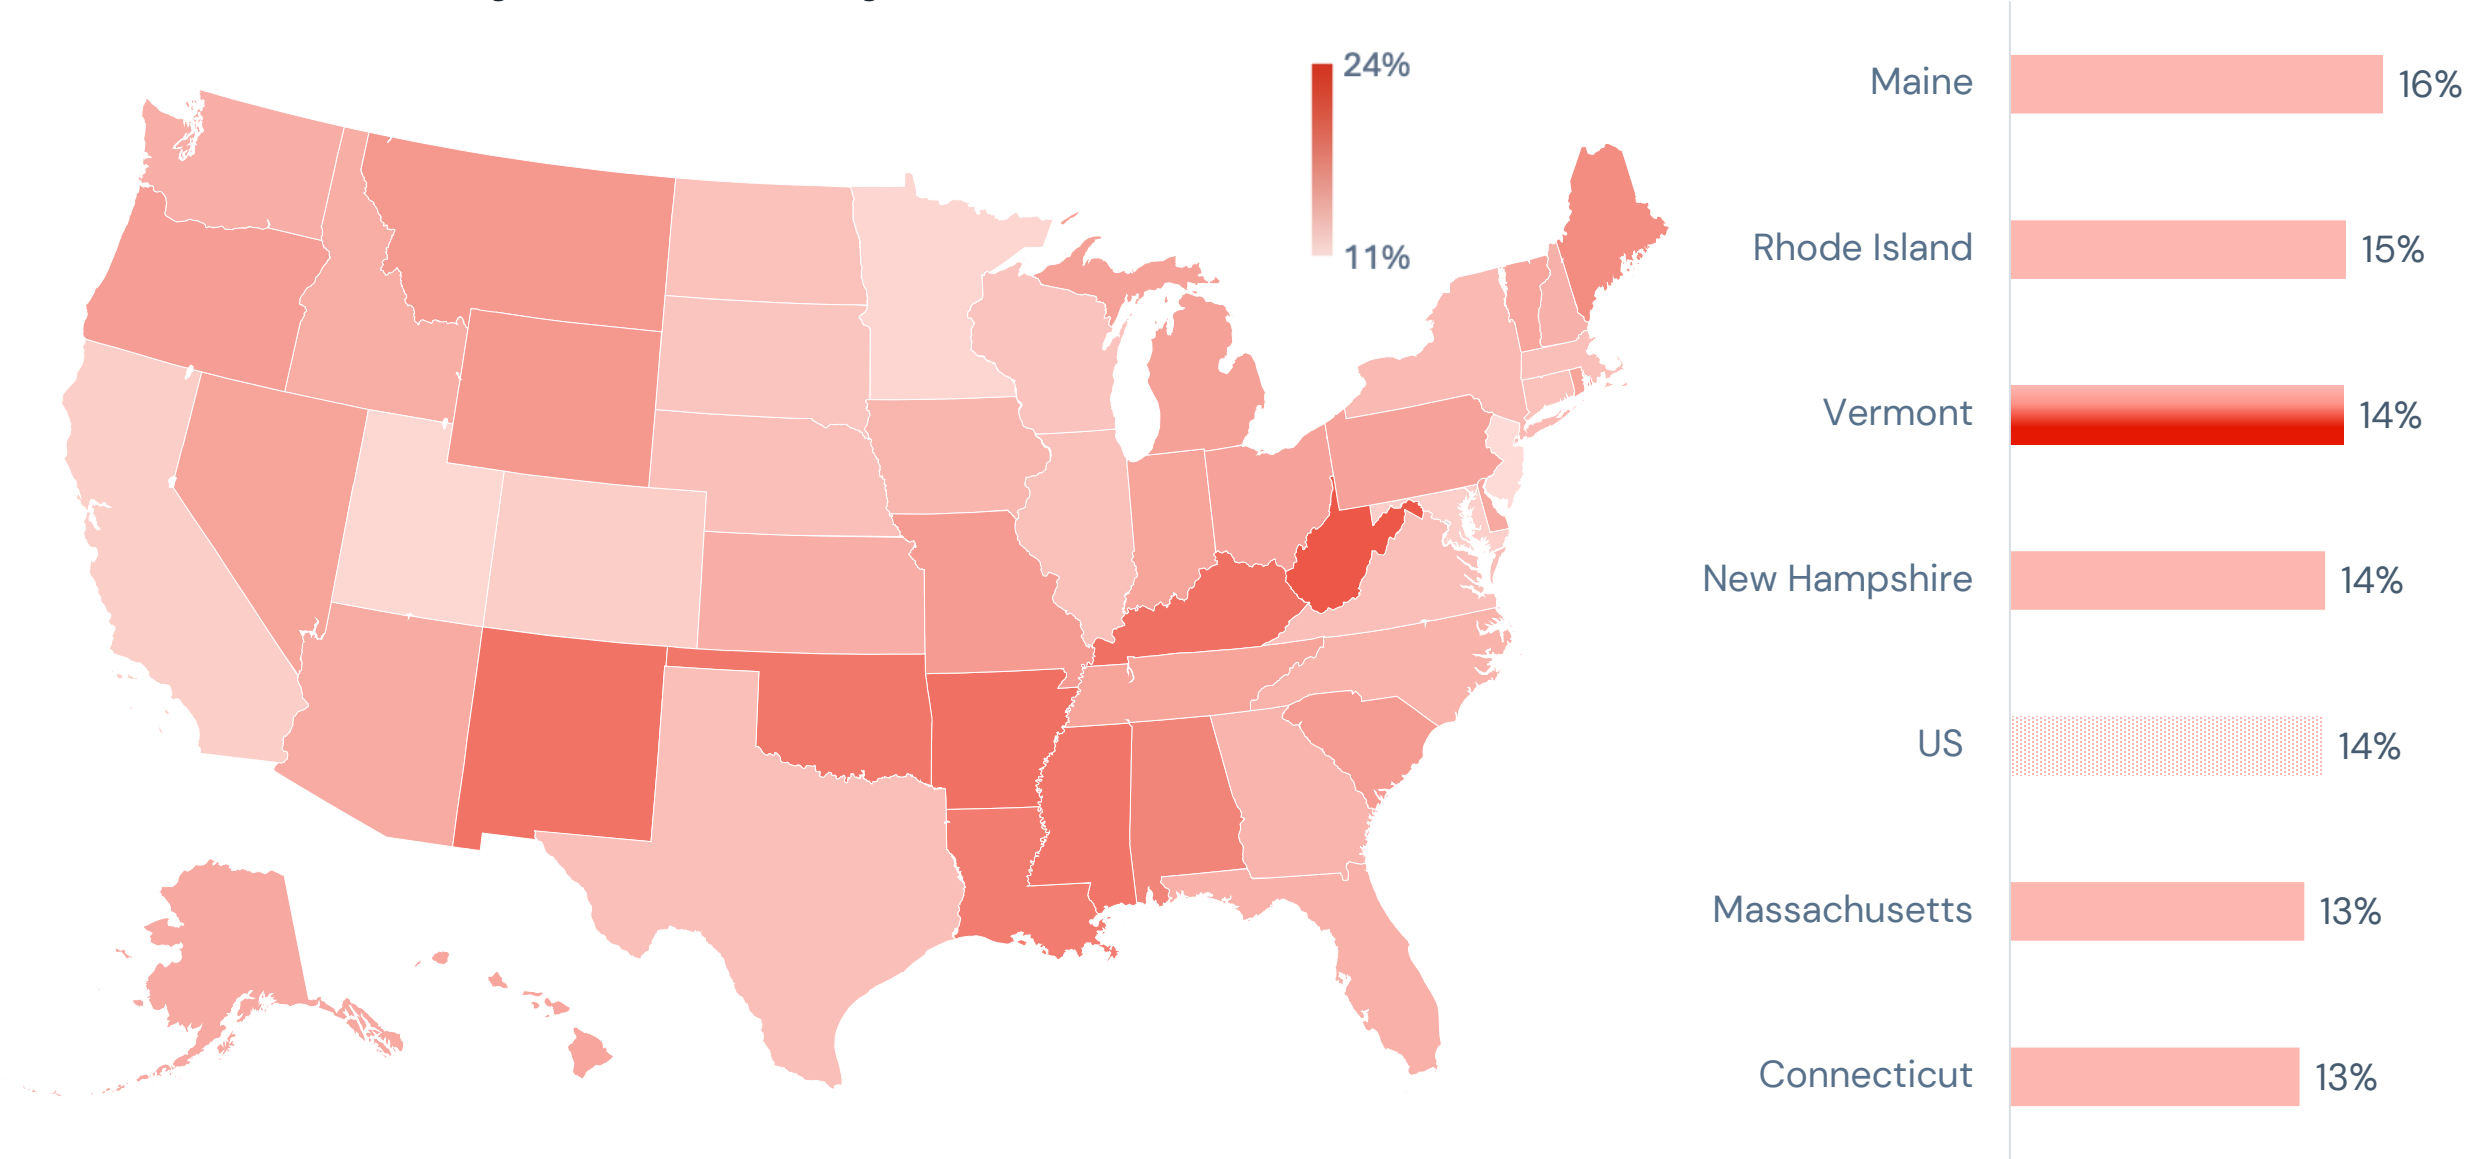 24%
11%
Maine 16%
Rhode Island 15%
Vermont 14%
New Hampshire 14%
US 14%
Massachusetts 13%
Connecticut 13%